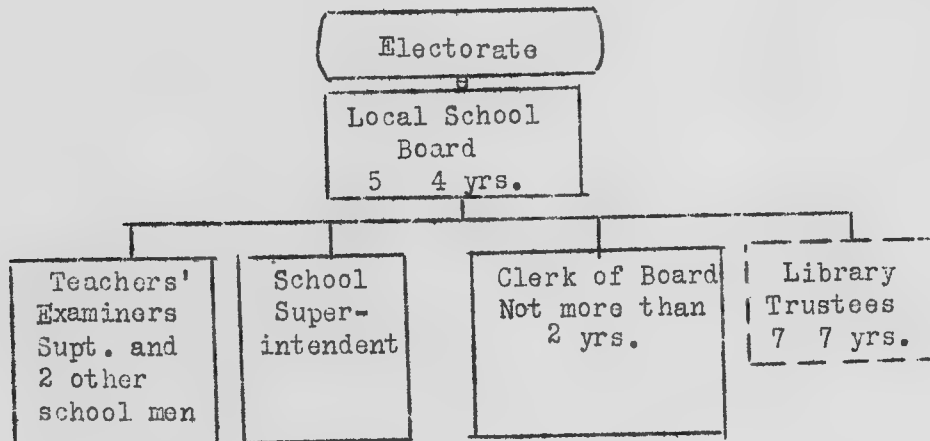 Electorate
e
Local School
Board
5 4 yrs.
Teachers'
Examiners
Supt. and
2 other
school men
School
Super-
intendent
Clerk of Board
Not more than
2 yrs.
Library
Trustees
7 7 yrs.